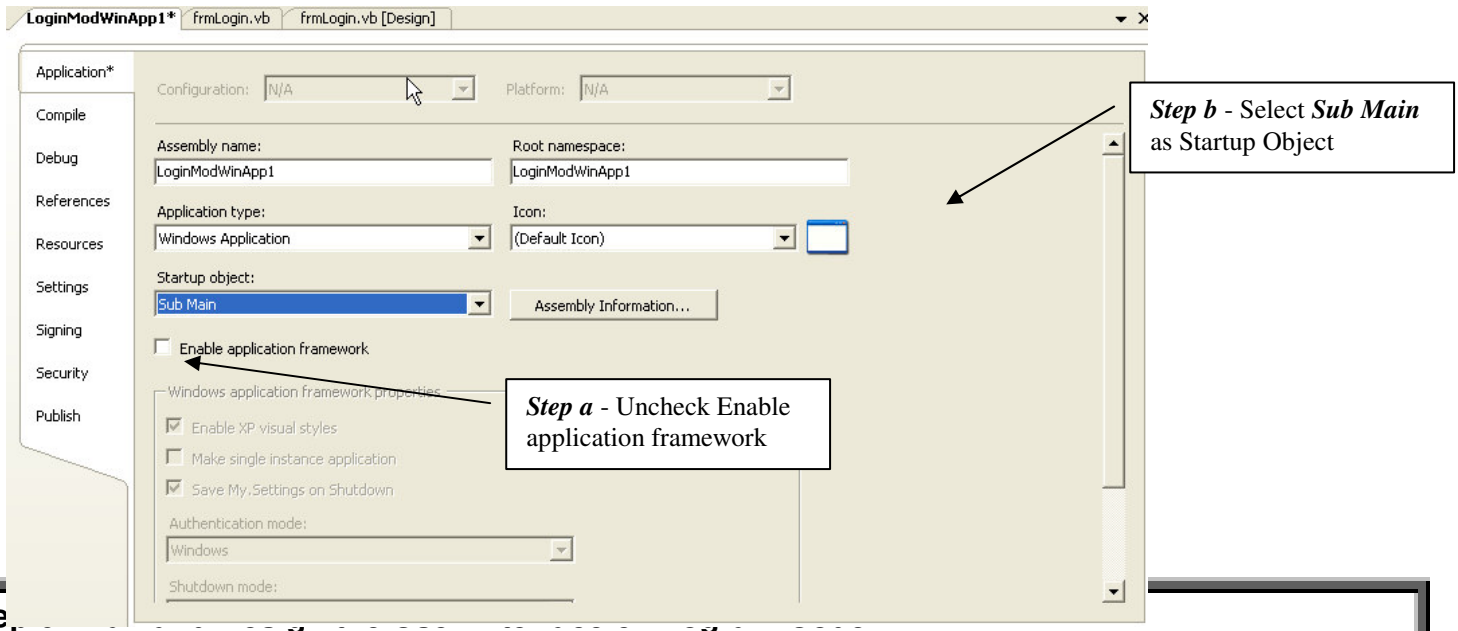 LoginModWinApp1* frmLogin.vb frmLogin.vb [Design]
Application*
Compile
Debug
References
Resources
Settings
Signing
Security
Publish
Configuration: N/A Platform: N/A
Assembly name: Root namespace:
LoginModWinApp1 LoginModWinApp1
Application type: Icon:
Windows Application (Default Icon)
Startup object:
Sub Main Assembly Information...
Enable application framework
Windows application framework properties
Enable XP visual styles
Make single instance application
Save My.Settings on Shutdown
Authentication mode:
Windows
Shutdown mode:
Step b - Select Sub Main
as Startup Object
Step a - Uncheck Enable
application framework